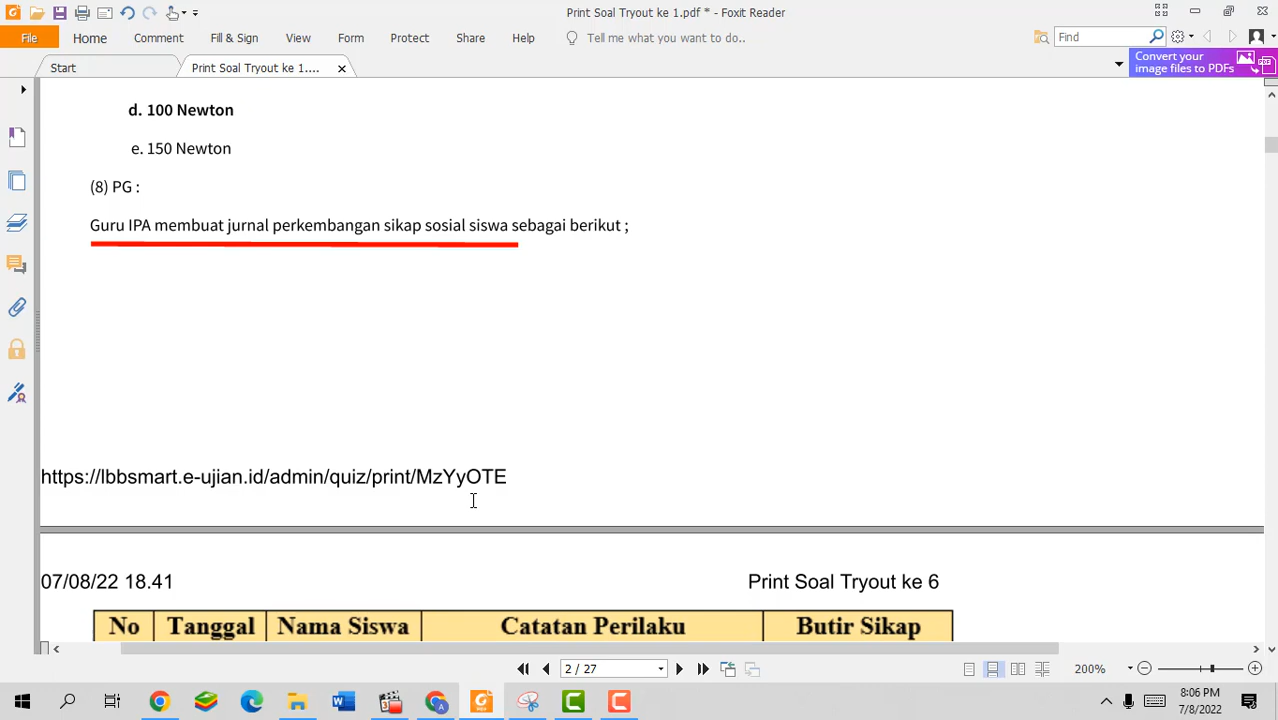 Print Soal Tryout ke 1.pdf * - Foxit Reader
File Home Comment Fill & Sign View Form Protect Share Help Tell me what you want to do.. Find
Start Print Soal Tryout ke 1.... Convert your
image files to PDFs
d. 100 Newton
e. 150 Newton
(8) PG :
Guru IPA membuat jurnal perkembangan sikap sosial siswa sebagai berikut ;
https://lbbsmart.e-ujian.id/admin/quiz/print/MzYyOTE
07/08/22 18.41 Print Soal Tryout ke 6
No Tanggal Nama Siswa Catatan Perilaku Butir Sikap
2 / 27 200%
8:06 PM
7/8/2022